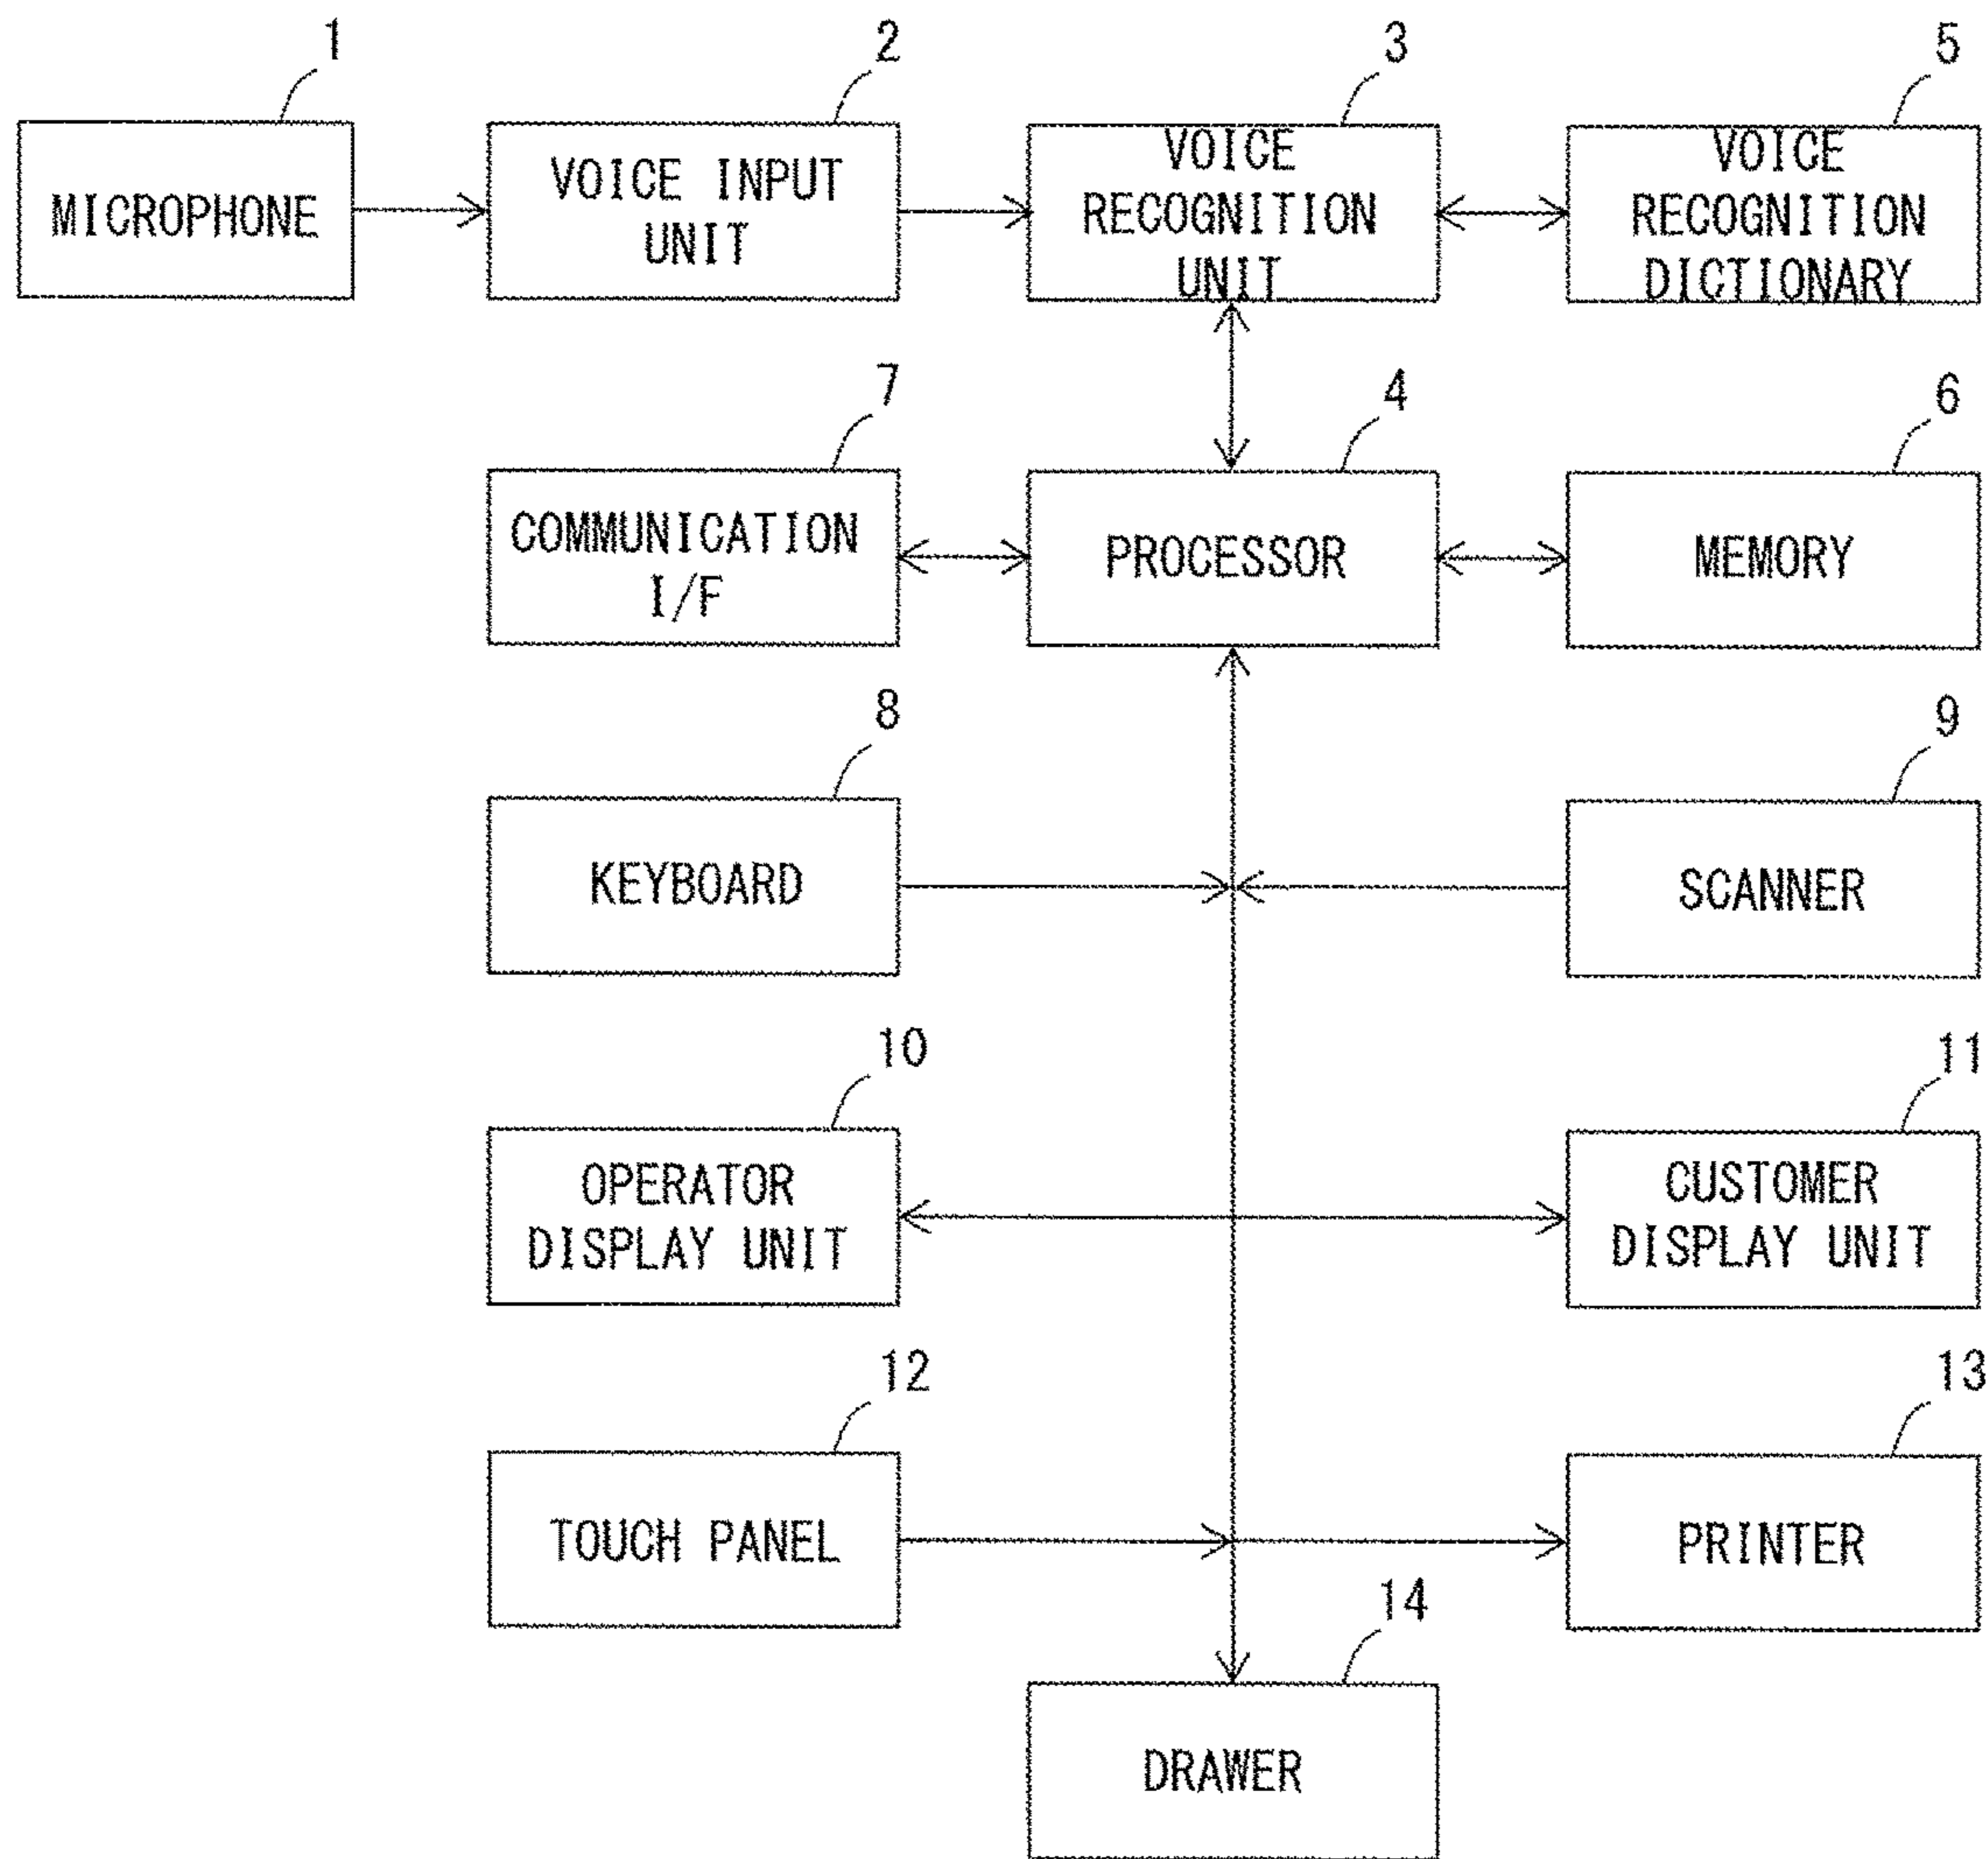 1
2
3
5
MICROPHONE
VOICE INPUT
UNIT
VOICE
RECOGNITION
UNIT
VOICE
RECOGNITION
DICTIONARY
7
4
6
COMMUNICATION
I/F
PROCESSOR
MEMORY
8
9
KEYBOARD
SCANNER
10
11
OPERATOR
DISPLAY UNIT
CUSTOMER
DISPLAY UNIT
12
13
TOUCH PANEL
PRINTER
14
DRAWER